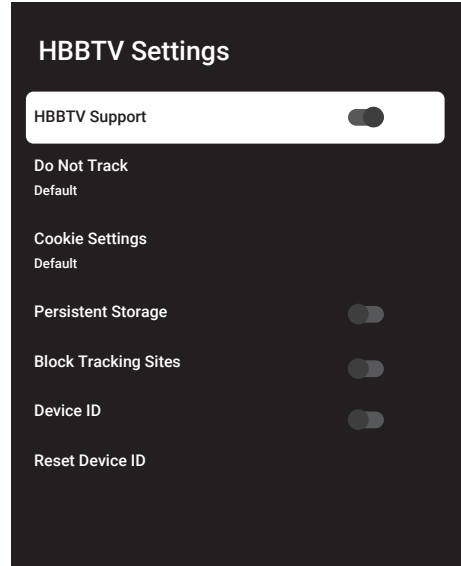 HBBTV Settings
HBBTV Support
Do Not Track
Default
Cookie Settings
Default
Persistent Storage
Block Tracking Sites
Device ID
Reset Device ID